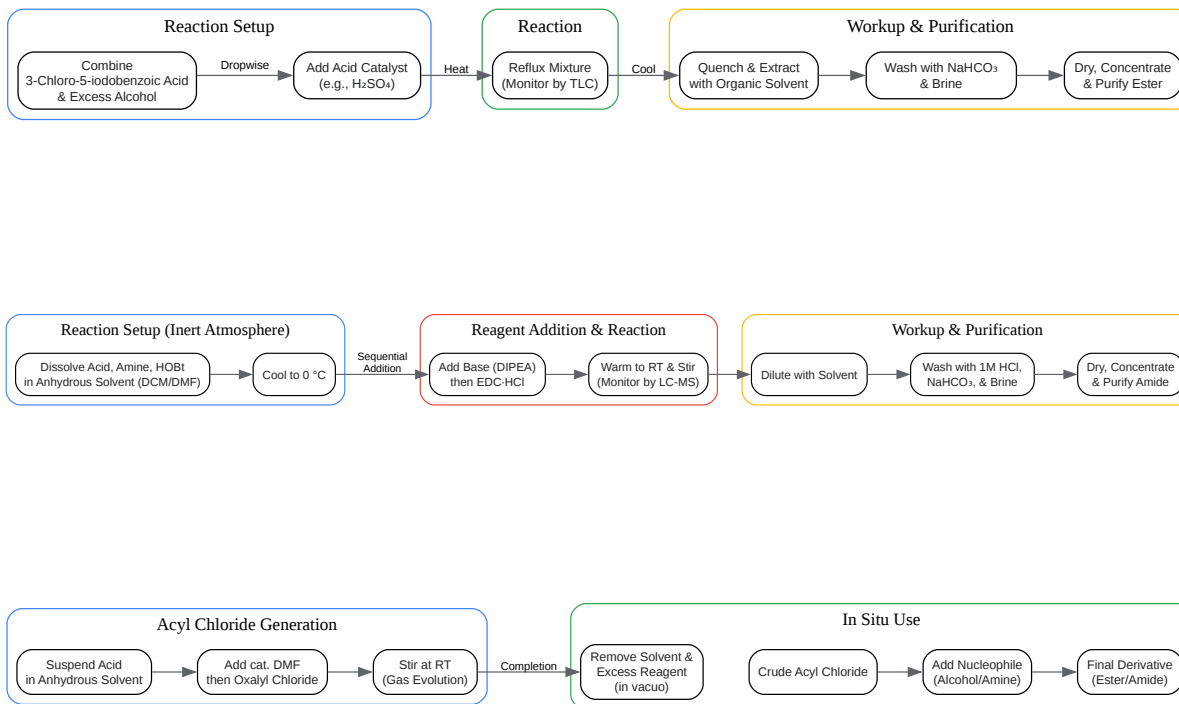 Reaction Setup
Combine
3-Chloro-5-iodobenzoic Acid
& Excess Alcohol
Dropwise
Add Acid Catalyst
(e.g., H₂SO₄)
Heat
Reaction
Reflux Mixture
(Monitor by TLC)
Cool
Workup & Purification
Quench & Extract
with Organic Solvent
Wash with NaHCO₃
& Brine
Dry, Concentrate
& Purify Ester
Reaction Setup (Inert Atmosphere)
Dissolve Acid, Amine, HOBt
in Anhydrous Solvent (DCM/DMF)
Cool to 0 °C
Sequential
Addition
Reagent Addition & Reaction
Add Base (DIPEA)
then EDC·HCl
Warm to RT & Stir
(Monitor by LC-MS)
Workup & Purification
Dilute with Solvent
Wash with 1M HCl,
NaHCO₃, & Brine
Dry, Concentrate
& Purify Amide
Acyl Chloride Generation
Suspend Acid
in Anhydrous Solvent
Add cat. DMF
then Oxalyl Chloride
Stir at RT
(Gas Evolution)
Completion
In Situ Use
Remove Solvent &
Excess Reagent
(in vacuo)
Crude Acyl Chloride
Add Nucleophile
(Alcohol/Amine)
Final Derivative
(Ester/Amide)